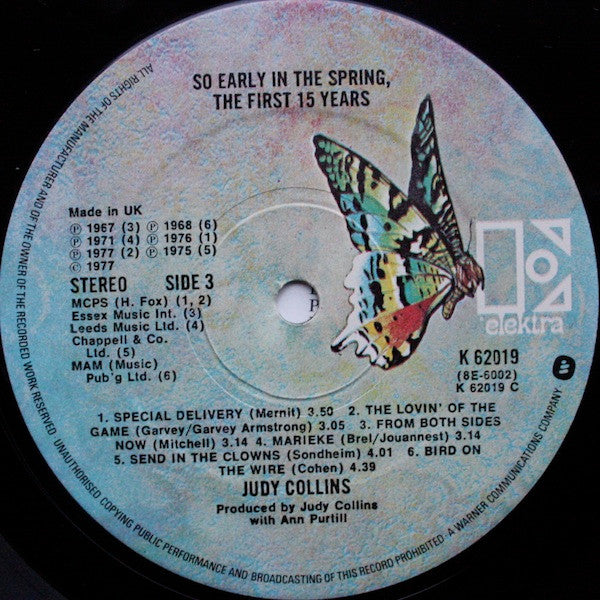 SO EARLY IN THE SPRING,
THE FIRST 15 YEARS
Made in UK
Ⓟ 1967 (3) Ⓟ 1968 (6)
Ⓟ 1971 (4) Ⓟ 1976 (1)
Ⓟ 1977 (2) Ⓟ 1975 (5)
© 1977
STEREO SIDE 3
MCPS (H. Fox) (1, 2)
Essex Music Int. (3)
Leeds Music Ltd. (4)
Chappell & Co.
Ltd. (5)
MAM (Music)
Pub'g Ltd. (6)
P
elektra
K 62019
(8E-6002)
K 62019 C
1. SPECIAL DELIVERY (Mernit) 3.50 2. THE LOVIN' OF THE
GAME (Garvey/Garvey Armstrong) 3.05 3. FROM BOTH SIDES
NOW (Mitchell) 3.14 4. MARIEKE (Brel/Jouannest) 3.14
5. SEND IN THE CLOWNS (Sondheim) 4.01 6. BIRD ON
THE WIRE (Cohen) 4.39
JUDY COLLINS
Produced by Judy Collins
with Ann Purtill
ALL RIGHTS OF THE MANUFACTURER AND OF THE OWNER OF THE RECORDED WORK RESERVED. UNAUTHORISED COPYING PUBLIC PERFORMANCE AND BROADCASTING OF THIS RECORD PROHIBITED · A WARNER COMMUNICATIONS COMPANY